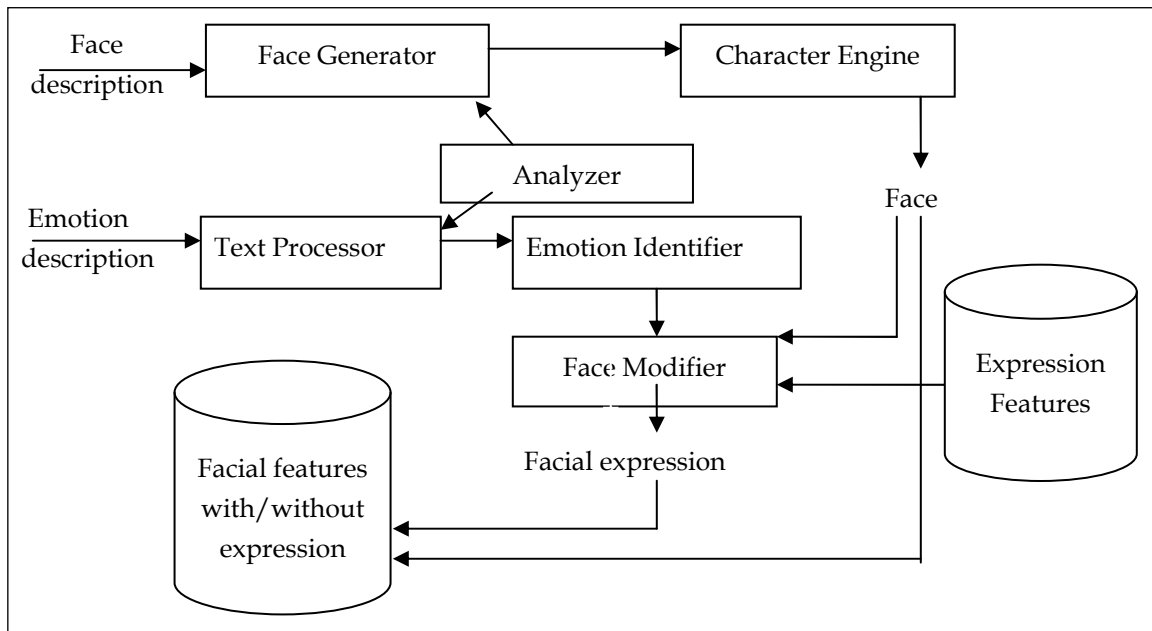 Face
description
Face Generator
Character Engine
Analyzer
Face
Emotion
description
Text Processor
Emotion Identifier
Face Modifier
Expression
Features
Facial expression
Facial features
with/without
expression